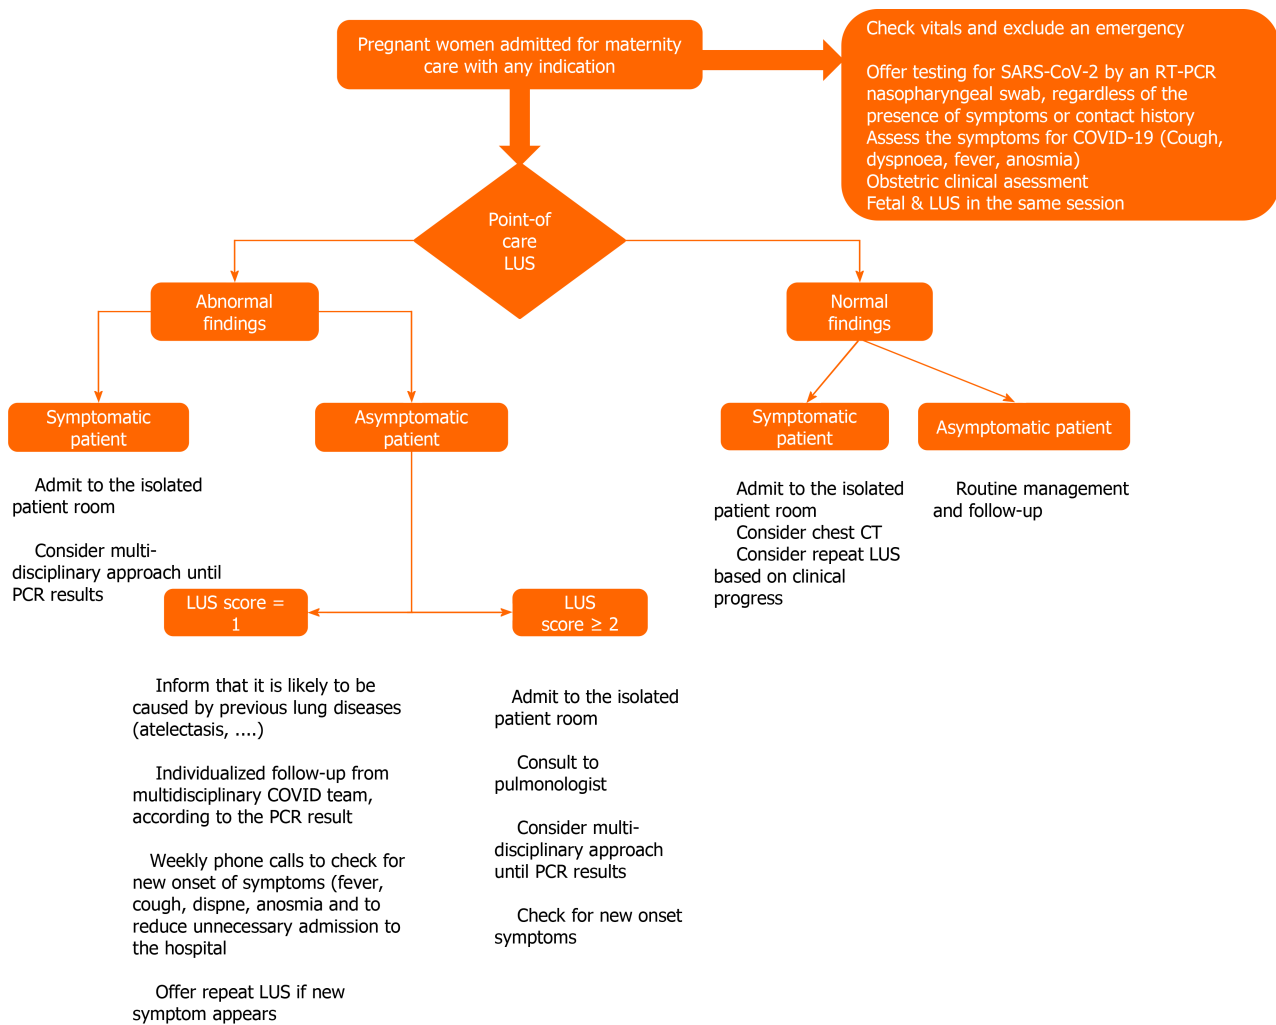 Pregnant women admitted for maternity
care with any indication
Check vitals and exclude an emergency
Offer testing for SARS-CoV-2 by an RT-PCR
nasopharyngeal swab, regardless of the
presence of symptoms or contact history
Assess the symptoms for COVID-19 (Cough,
dyspnoea, fever, anosmia)
Obstetric clinical asessment
Fetal & LUS in the same session
Point-of
care
LUS
Abnormal
findings
Normal
findings
Symptomatic
patient
Asymptomatic
patient
Symptomatic
patient
Asymptomatic patient
Admit to the isolated
patient room
Consider multi-
disciplinary approach until
PCR results
Admit to the isolated
patient room
Consider chest CT
Consider repeat LUS
based on clinical
progress
Routine management
and follow-up
LUS score =
1
LUS
score ≥ 2
Inform that it is likely to be
caused by previous lung diseases
(atelectasis, ....)
Individualized follow-up from
multidisciplinary COVID team,
according to the PCR result
Weekly phone calls to check for
new onset of symptoms (fever,
cough, dispne, anosmia and to
reduce unnecessary admission to
the hospital
Offer repeat LUS if new
symptom appears
Admit to the isolated
patient room
Consult to
pulmonologist
Consider multi-
disciplinary approach
until PCR results
Check for new onset
symptoms